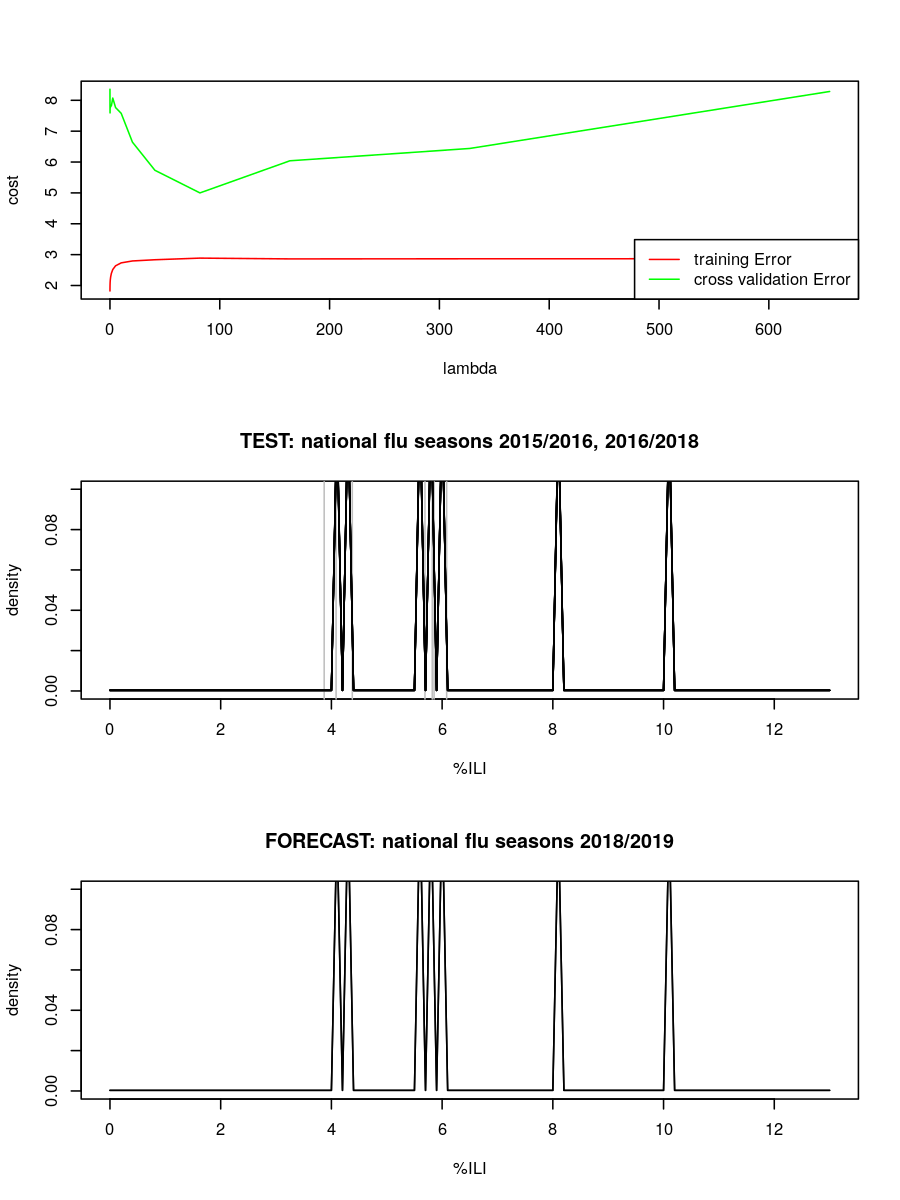 8
7
6
5
4
3
2
cost
training Error
cross validation Error
0 100 200 300 400 500 600
lambda
TEST: national flu seasons 2015/2016, 2016/2018
0.08
0.04
0.00
density
0 2 4 6 8 10 12
%ILI
FORECAST: national flu seasons 2018/2019
0.08
0.04
0.00
density
0 2 4 6 8 10 12
%ILI